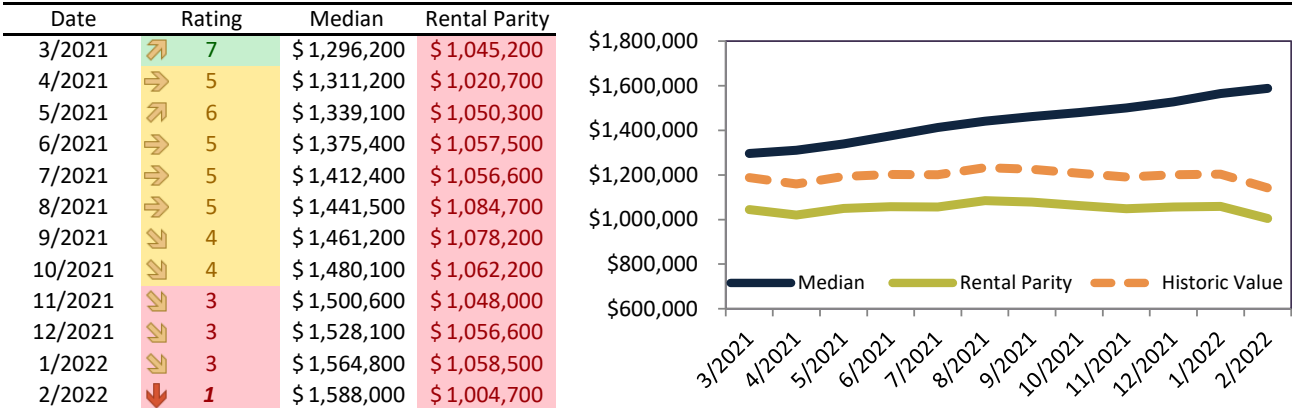 Date Rating Median Rental Parity
3/2021 7 $ 1,296,200 $ 1,045,200
4/2021 5 $ 1,311,200 $ 1,020,700
5/2021 6 $ 1,339,100 $ 1,050,300
6/2021 5 $ 1,375,400 $ 1,057,500
7/2021 5 $ 1,412,400 $ 1,056,600
8/2021 5 $ 1,441,500 $ 1,084,700
9/2021 4 $ 1,461,200 $ 1,078,200
10/2021 4 $ 1,480,100 $ 1,062,200
11/2021 3 $ 1,500,600 $ 1,048,000
12/2021 3 $ 1,528,100 $ 1,056,600
1/2022 3 $ 1,564,800 $ 1,058,500
2/2022 1 $ 1,588,000 $ 1,004,700
$1,800,000
$1,600,000
$1,400,000
$1,200,000
$1,000,000
$800,000
$600,000
Median Rental Parity Historic Value
3/2021 4/2021 5/2021 6/2021 7/2021 8/2021 9/2021 10/2021 11/2021 12/2021 1/2022 2/2022